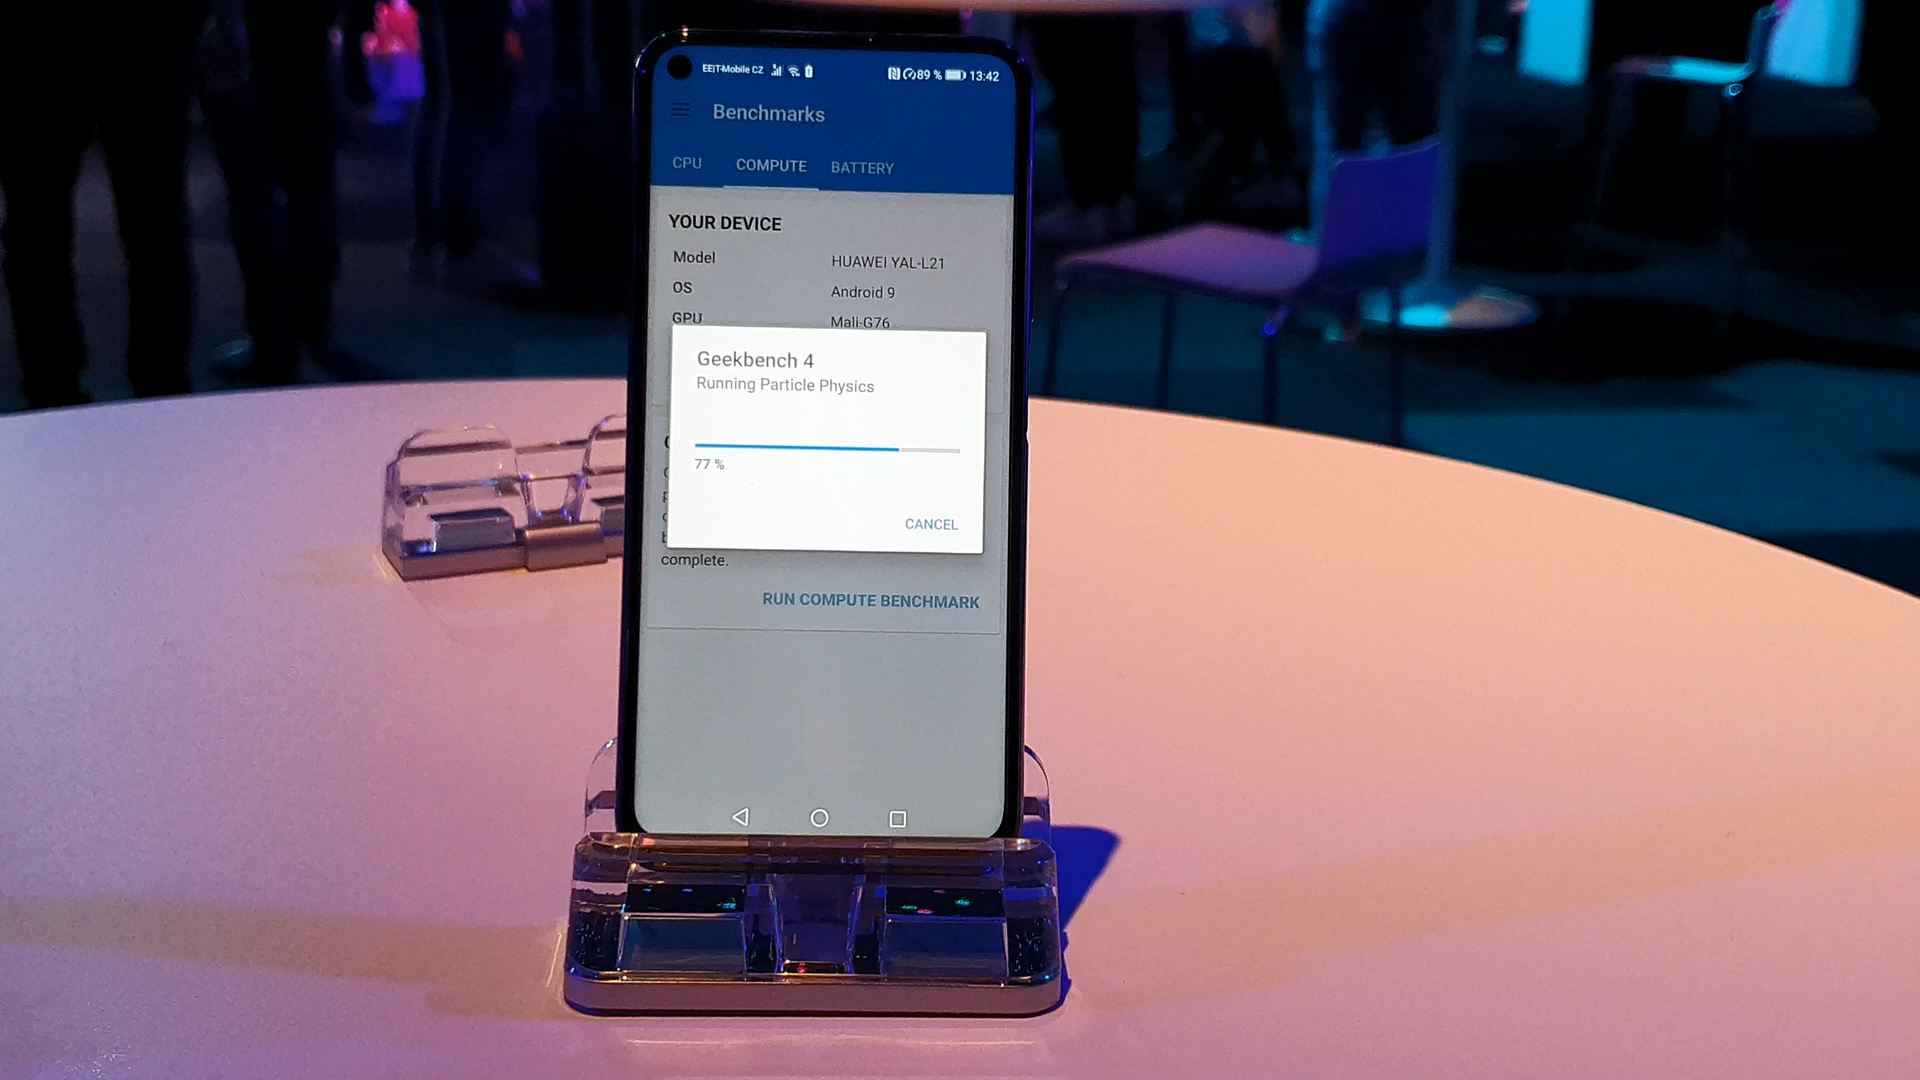 EE|T-Mobile CZ 89 % 13:42
Benchmarks
CPU COMPUTE BATTERY
YOUR DEVICE
Model HUAWEI YAL-L21
OS Android 9
GPU Mali-G76
Geekbench 4
Running Particle Physics
77 %
CANCEL
complete.
RUN COMPUTE BENCHMARK